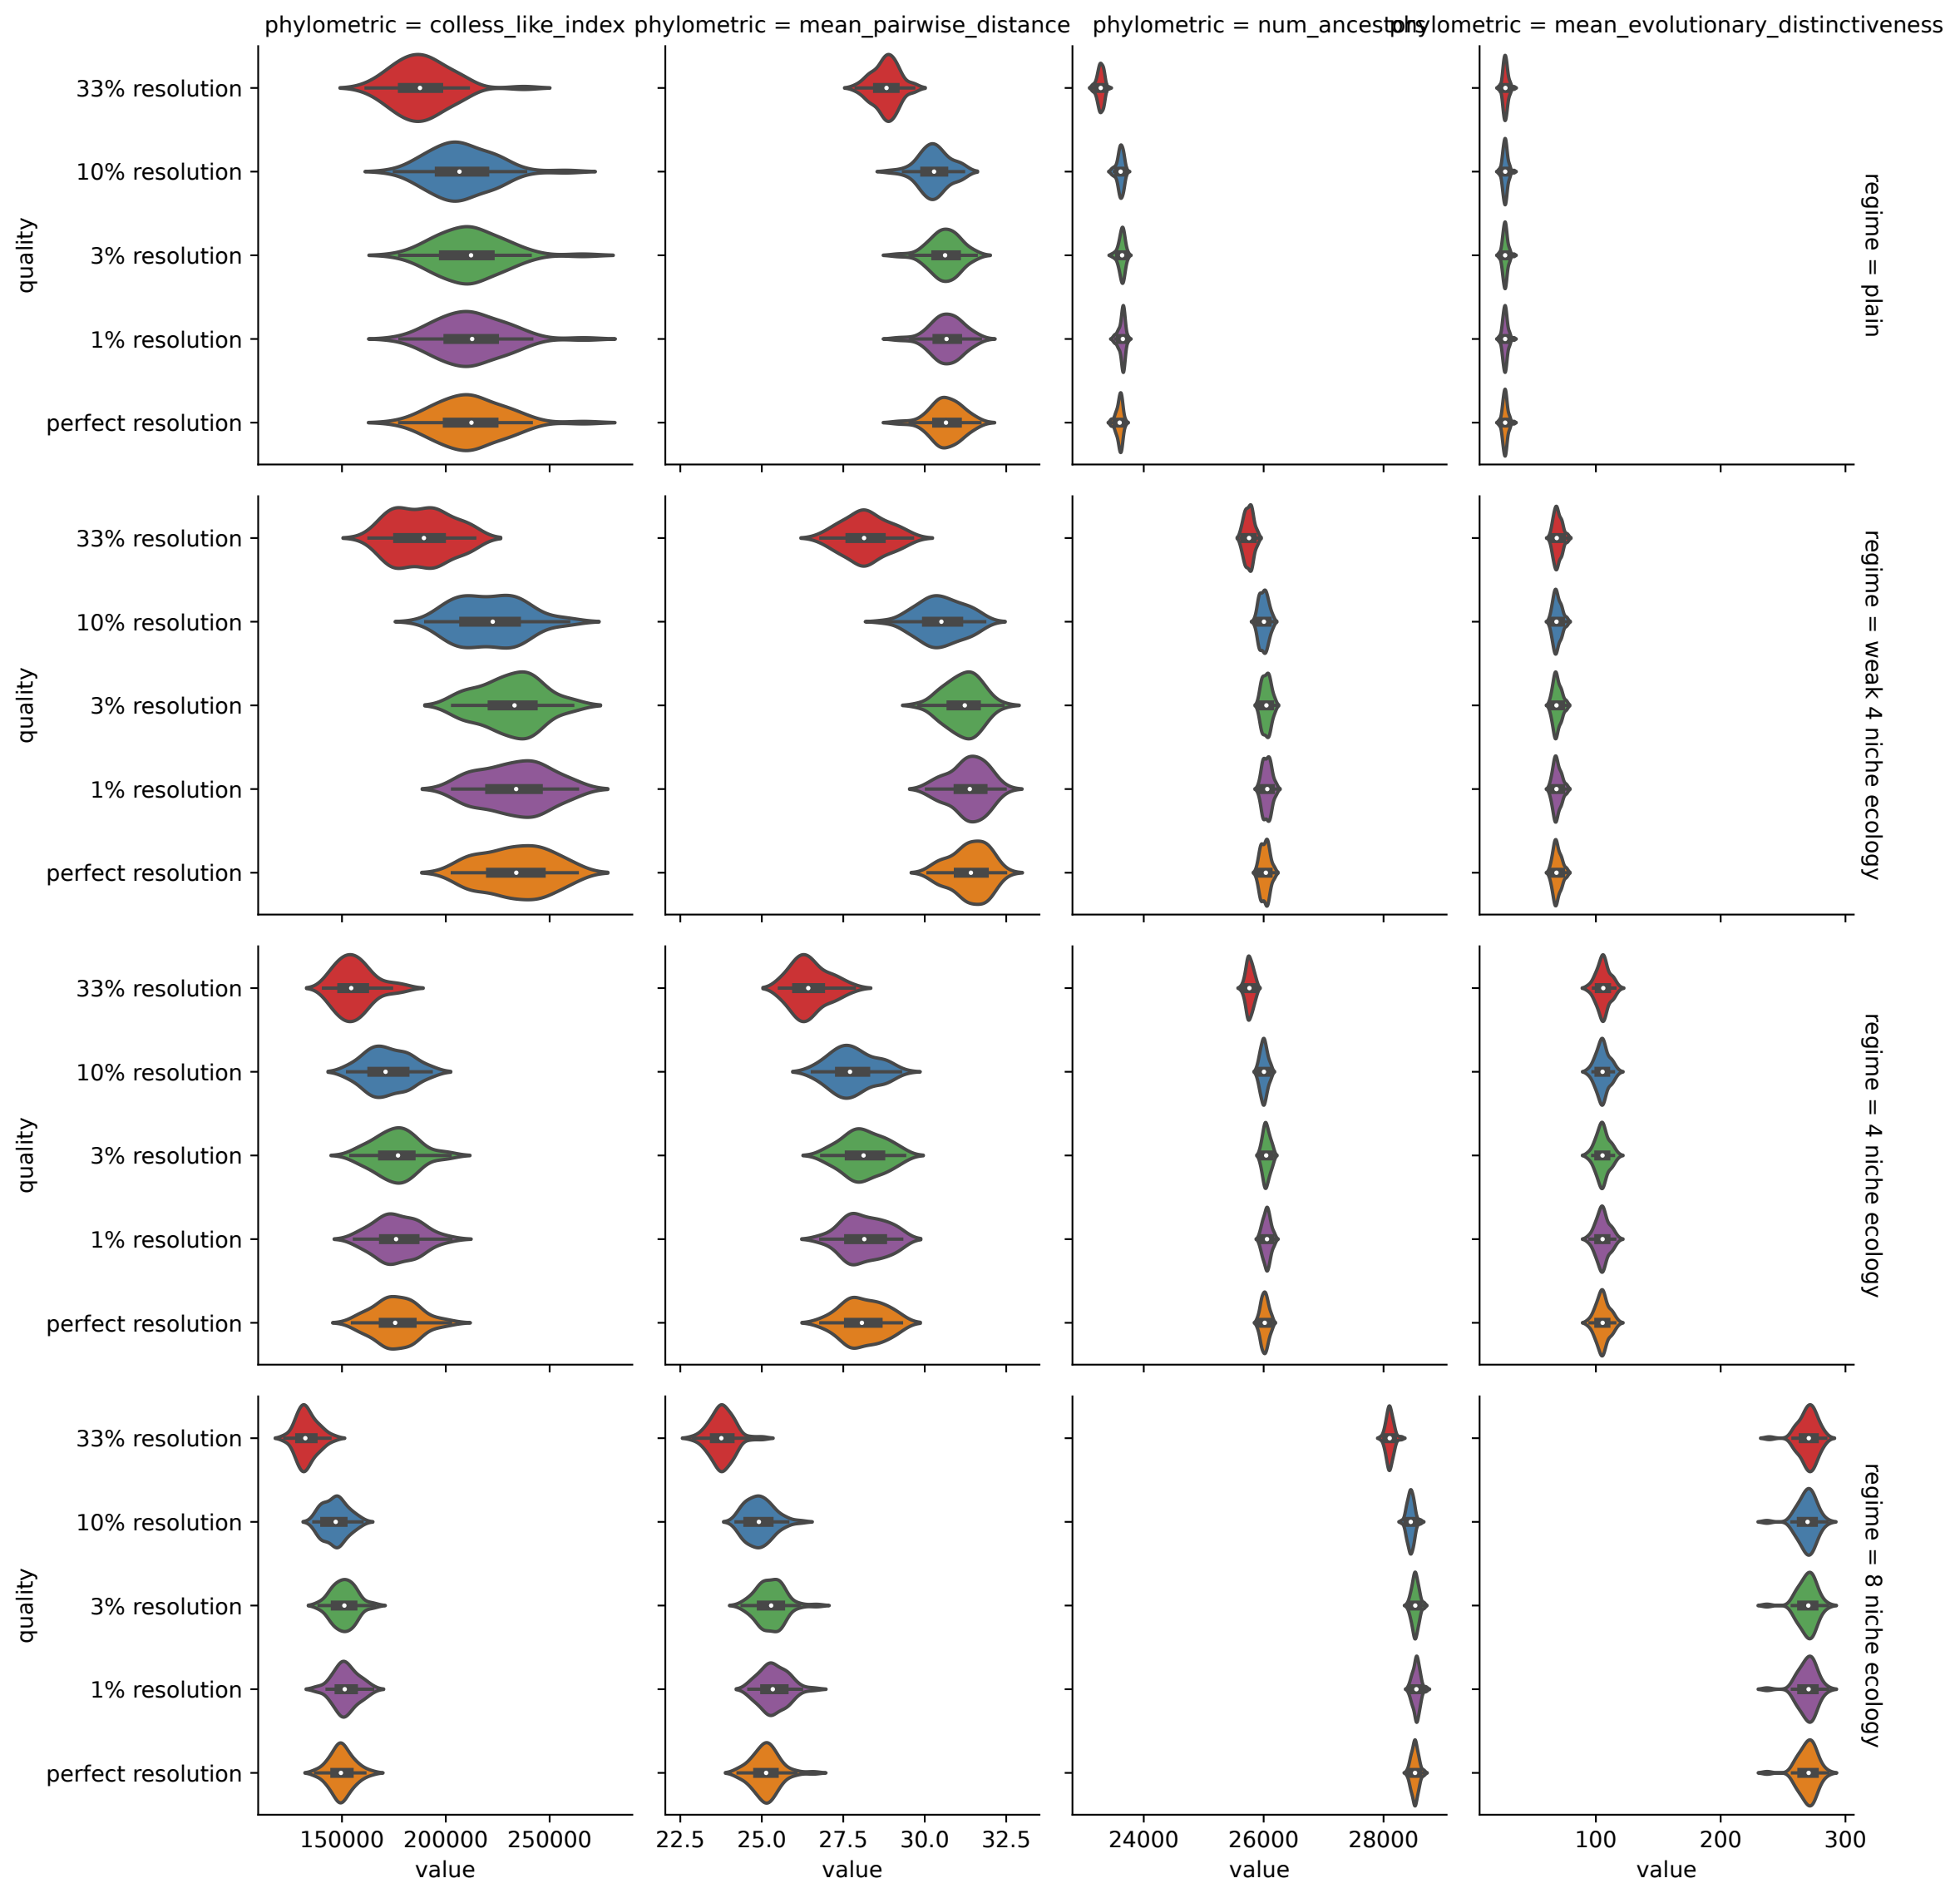 phylometric = colless_like_index
phylometric = mean_pairwise_distance
phylometric = num_ancestors
phylometric = mean_evolutionary_distinctiveness
quanlity
33% resolution
10% resolution
3% resolution
1% resolution
perfect resolution
regime = plain
quanlity
33% resolution
10% resolution
3% resolution
1% resolution
perfect resolution
regime = weak 4 niche ecology
quanlity
33% resolution
10% resolution
3% resolution
1% resolution
perfect resolution
regime = 4 niche ecology
quanlity
33% resolution
10% resolution
3% resolution
1% resolution
perfect resolution
regime = 8 niche ecology
150000 200000 250000
22.5 25.0 27.5 30.0 32.5
24000 26000 28000
100 200 300
value
value
value
value